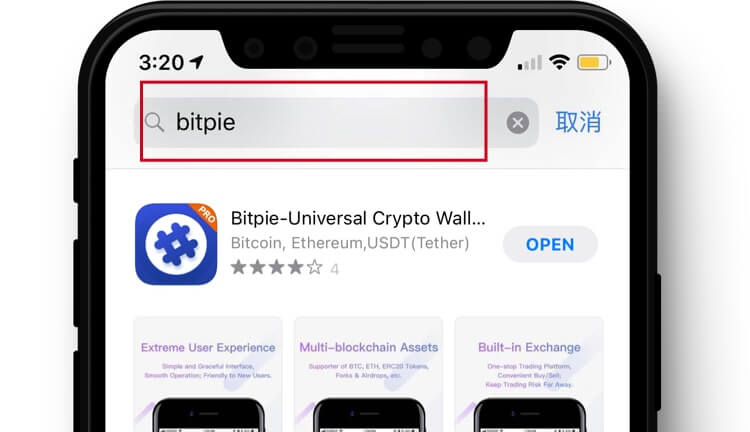 3:20
bitpie
取消
PRO
Bitpie-Universal Crypto Wall...
Bitcoin, Ethereum,USDT(Tether)
4
OPEN
Extreme User Experience
Simple and Graceful Interface,
Smooth Operation; Friendly to New Users.
Multi-blockchain Assets
Supporter of BTC, ETH, ERC20 Tokens,
Forks & Airdrops, etc.
Built-in Exchange
One-stop Trading Platform,
Convenient Buy/Sell;
Keep Trading Risk Far Away.